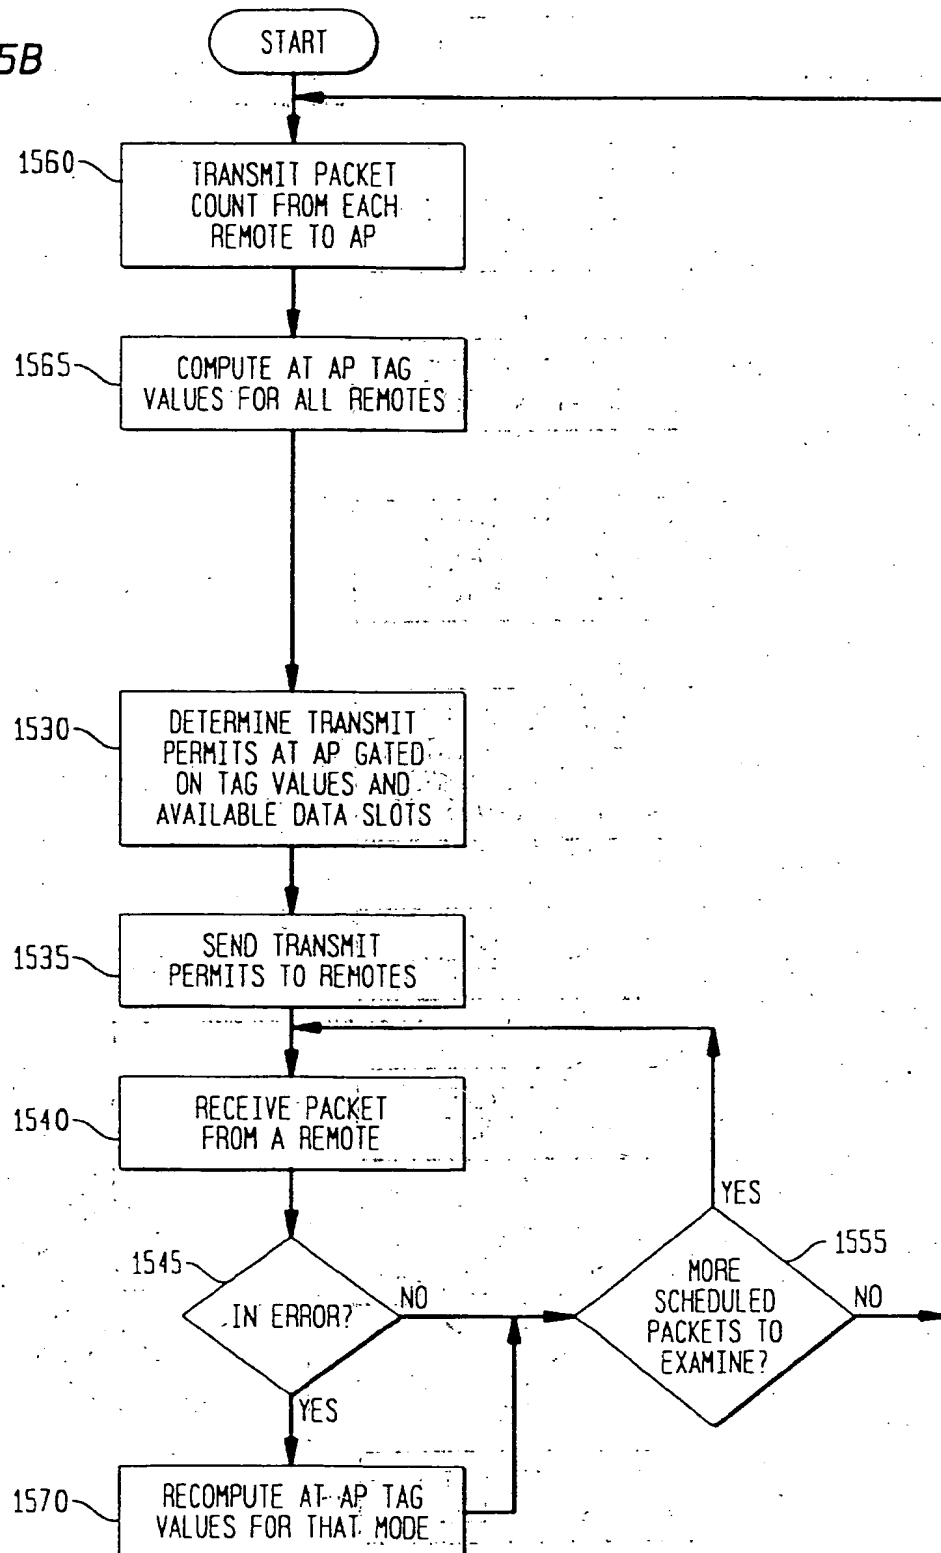 5B
START
1560
TRANSMIT PACKET
COUNT FROM EACH
REMOTE TO AP
1565
COMPUTE AT AP TAG
VALUES FOR ALL REMOTES
1530
DETERMINE TRANSMIT
PERMITS AT AP GATED
ON TAG VALUES AND
AVAILABLE DATA SLOTS
1535
SEND TRANSMIT
PERMITS TO REMOTES
1540
RECEIVE PACKET
FROM A REMOTE
1545
IN ERROR?
NO
YES
1555
MORE
SCHEDULED
PACKETS TO
EXAMINE?
YES
NO
1570
RECOMPUTE AT AP TAG
VALUES FOR THAT MODE